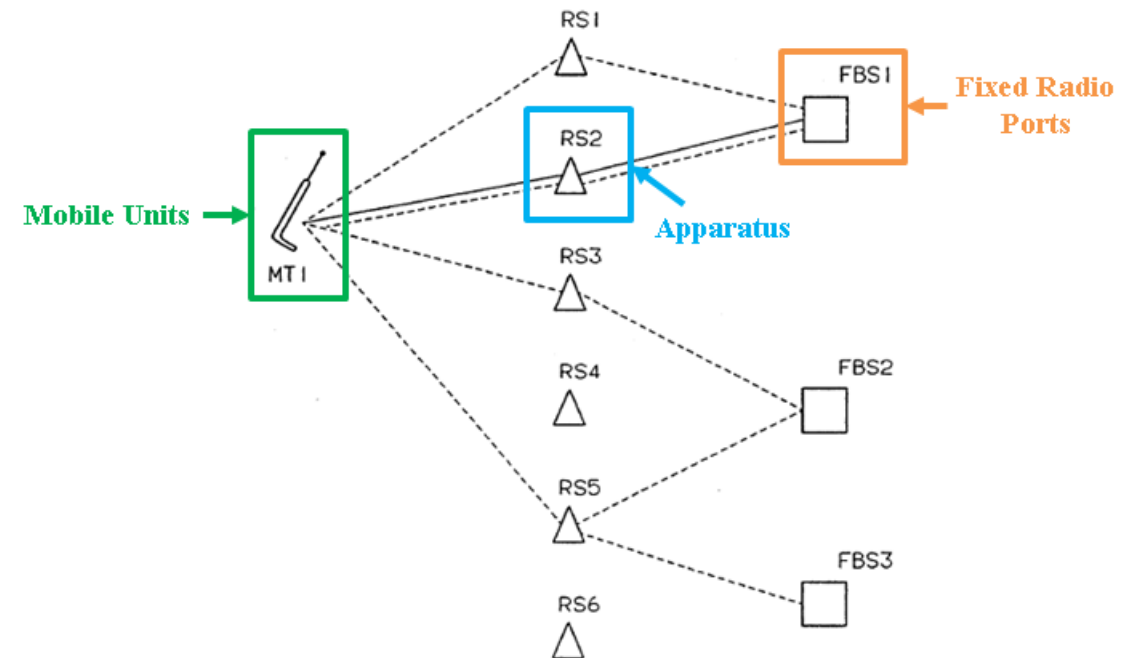 RS1
FBS1
Fixed Radio
Ports
RS2
Mobile Units
Apparatus
MT1
RS3
RS4
FBS2
RS5
FBS3
RS6